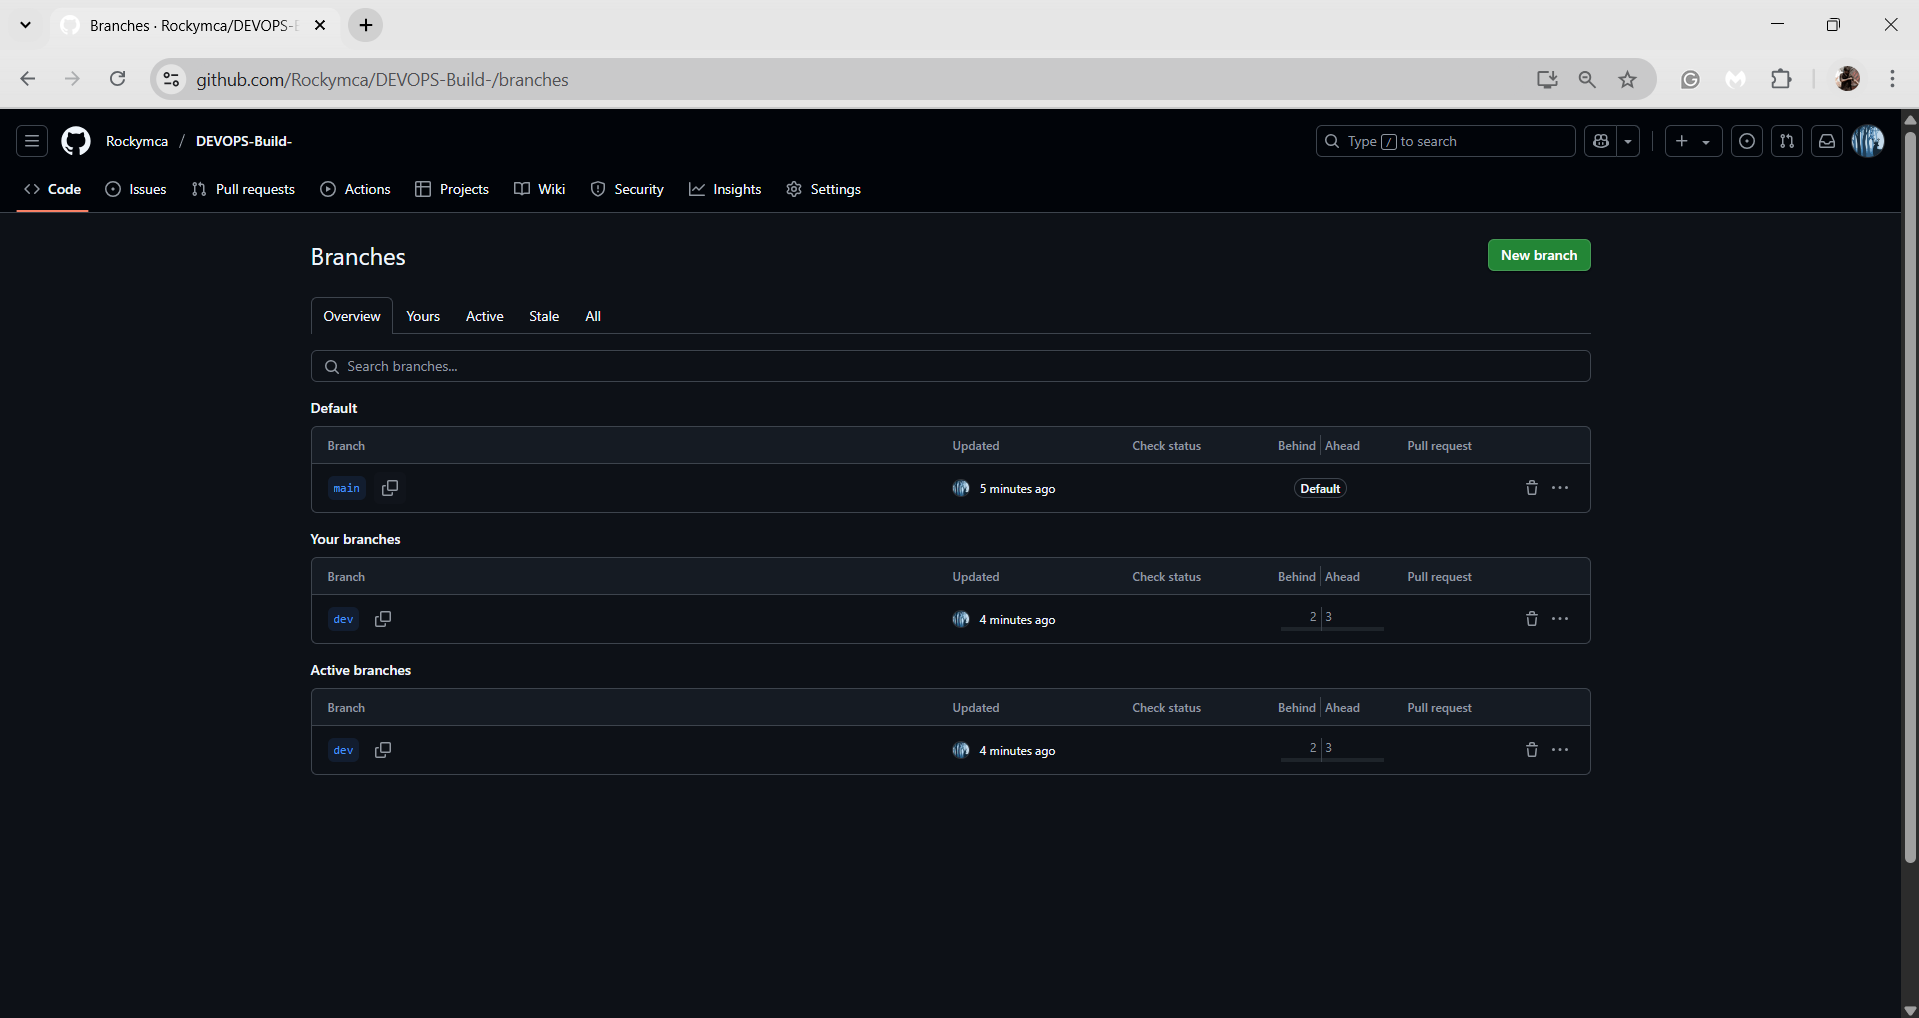 Branches · Rockymca/DEVOPS-
github.com/Rockymca/DEVOPS-Build-/branches
Rockymca / DEVOPS-Build-
Type / to search
Code Issues Pull requests Actions Projects Wiki Security Insights Settings
Branches
New branch
Overview Yours Active Stale All
Search branches...
Default
Branch Updated Check status Behind Ahead Pull request
main 5 minutes ago Default
Your branches
Branch Updated Check status Behind Ahead Pull request
dev 4 minutes ago 2 3
Active branches
Branch Updated Check status Behind Ahead Pull request
dev 4 minutes ago 2 3